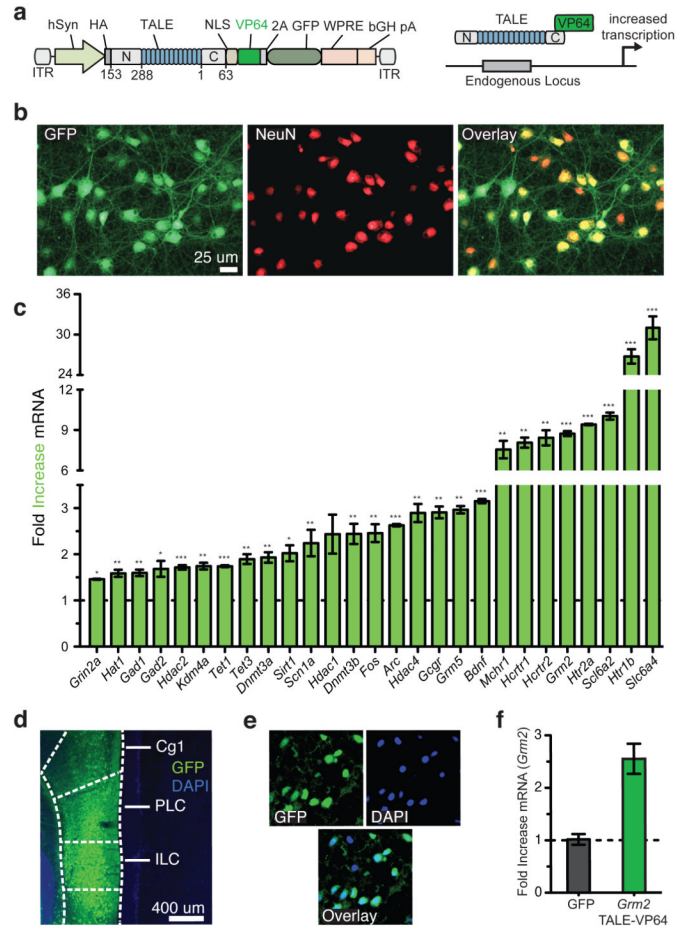 a
hSyn HA TALE NLS VP64 2A GFP WPRE bGH pA
N C
ITR 153 288 1 63 ITR
TALE VP64 increased
transcription
N C
Endogenous Locus
b
GFP NeuN Overlay
25 um
c
Fold Increase mRNA
36
24
12
9
6
3
2
1
0
* ** ** * *** ** *** ** ** * ** ** ** *** ** ** ** *** ** ** ** ** *** *** *** ***
Grin2a Hat1 Gad1 Gad2 Hdac2 Kdm4a Tet1 Tet3 Dnmt3a Sirt1 Scn1a Hdac1 Dnmt3b Fos Arc Hdac4 Gcgr Grm5 Bdnf Mchr1 Hcrtr1 Hcrtr2 Grm2 Htr2a Scl6a2 Htr1b Slc6a4
d
Cg1
GFP
DAPI
PLC
ILC
400 um
e
GFP DAPI
Overlay
f
Fold Increase mRNA (Grm2)
3
2
1
0
GFP Grm2
TALE-VP64